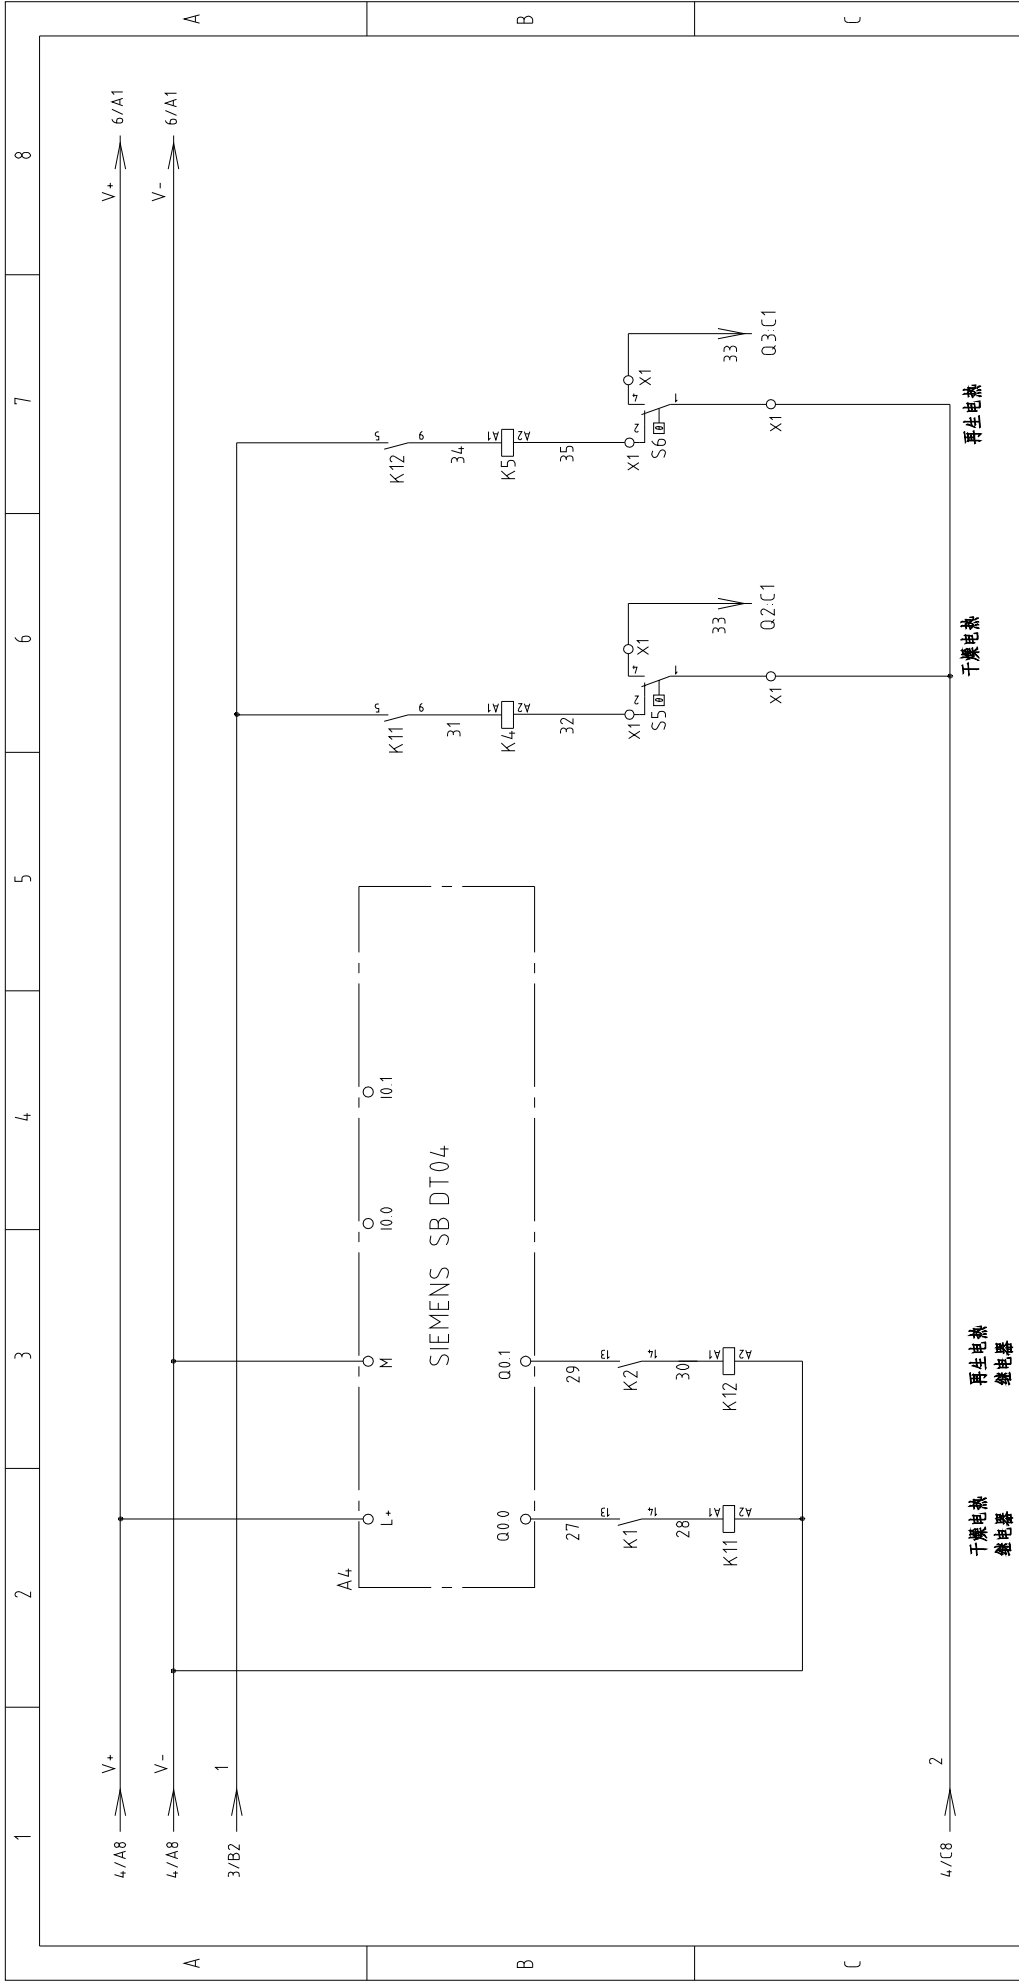 1 2 3 4 5 6 7 8
A
4/A8 V+ V+ 6/A1
4/A8 V- V- 6/A1
3/B2 1
A4
L+ M I0.0 I0.1
SIEMENS SB DT04
Q0.0 Q0.1
27 29
K1 13 14
K2 13 14
28 30
K11 A1 A2
K12 A1 A2
K11 5 9
K12 5 9
31 34
K4 A1 A2
K5 A1 A2
32 35
X1 2 4 X1
S5 θ 1
33
Q2:C1
X1
X1 2 4 X1
S6 θ 1
33
Q3:C1
X1
B
4/C8 2
C
干燥电热
继电器
再生电热
继电器
干燥电热
再生电热
A
B
C